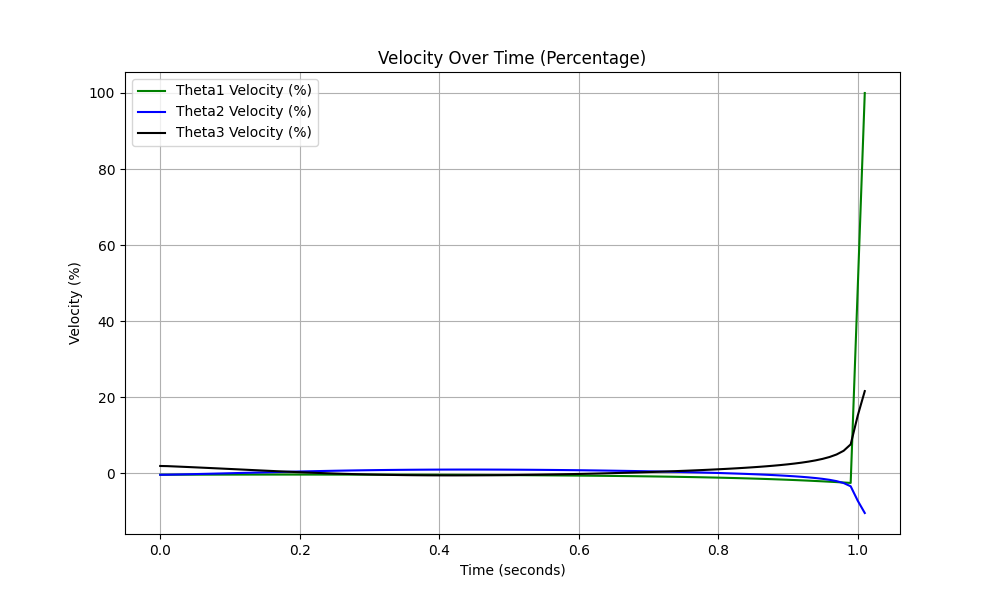 Velocity Over Time (Percentage)
Theta1 Velocity (%)
Theta2 Velocity (%)
Theta3 Velocity (%)
Velocity (%)
100
80
60
40
20
0
0.0 0.2 0.4 0.6 0.8 1.0
Time (seconds)